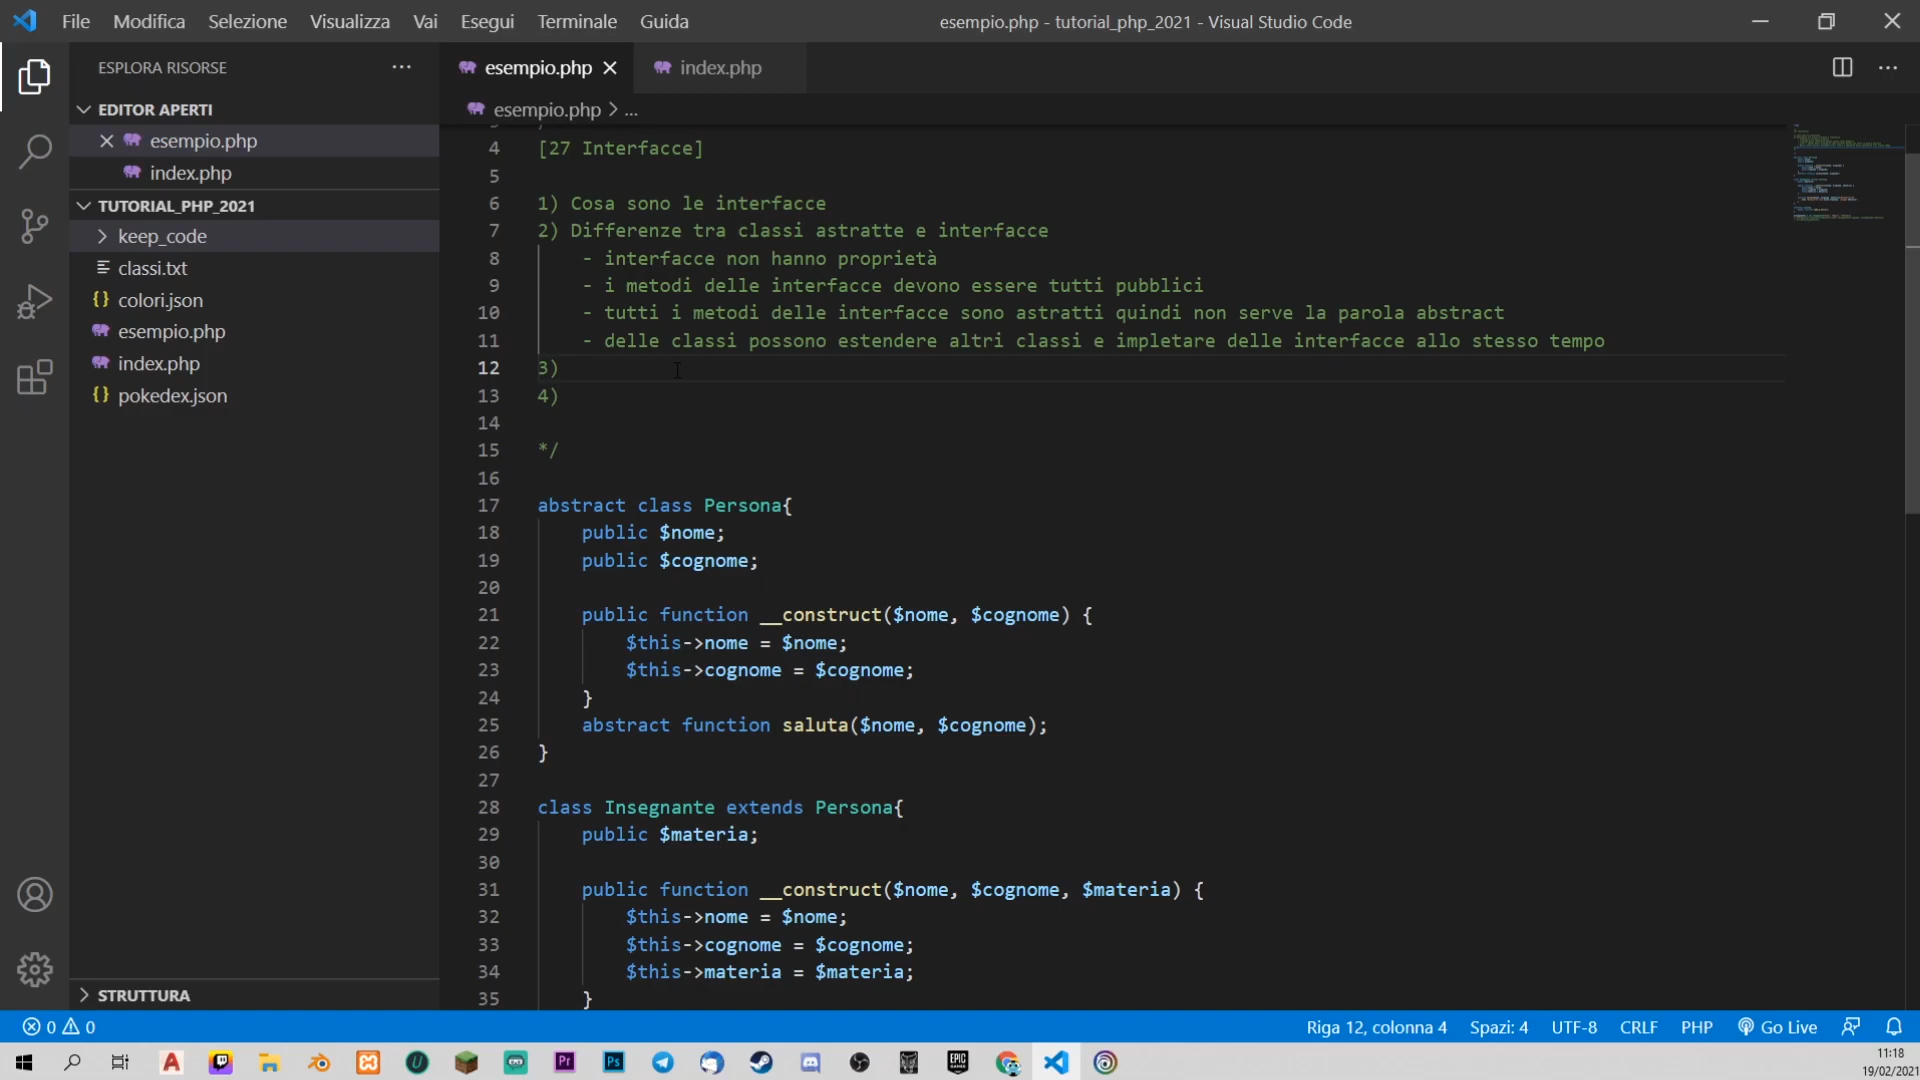 File Modifica Selezione Visualizza Vai Esegui Terminale Guida
esempio.php - tutorial_php_2021 - Visual Studio Code
ESPLORA RISORSE
EDITOR APERTI
esempio.php
index.php
TUTORIAL_PHP_2021
keep_code
classi.txt
{} colori.json
esempio.php
index.php
{} pokedex.json
STRUTTURA
esempio.php
index.php
esempio.php > ...
4 [27 Interfacce]
5
6 1) Cosa sono le interfacce
7 2) Differenze tra classi astratte e interfacce
8 - interfacce non hanno proprietà
9 - i metodi delle interfacce devono essere tutti pubblici
10 - tutti i metodi delle interfacce sono astratti quindi non serve la parola abstract
11 - delle classi possono estendere altri classi e impletare delle interfacce allo stesso tempo
12 3)
13 4)
14
15 */
16
17 abstract class Persona{
18 public $nome;
19 public $cognome;
20
21 public function __construct($nome, $cognome) {
22 $this->nome = $nome;
23 $this->cognome = $cognome;
24 }
25 abstract function saluta($nome, $cognome);
26 }
27
28 class Insegnante extends Persona{
29 public $materia;
30
31 public function __construct($nome, $cognome, $materia) {
32 $this->nome = $nome;
33 $this->cognome = $cognome;
34 $this->materia = $materia;
35 }
0 0
Riga 12, colonna 4 Spazi: 4 UTF-8 CRLF PHP Go Live
A U Pr Ps EPIC GAMES
11:18
19/02/2021